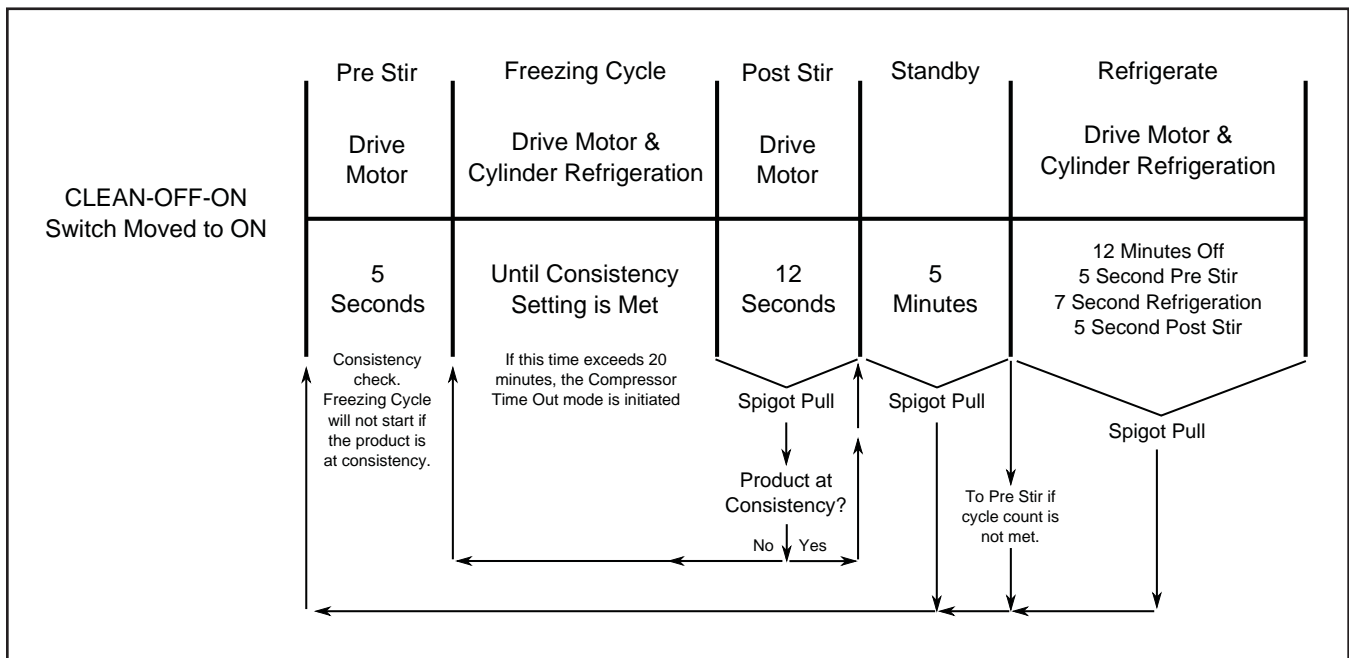 Pre Stir
Freezing Cycle
Post Stir
Standby
Refrigerate
CLEAN-OFF-ON
Switch Moved to ON
Drive
Motor
Drive Motor &
Cylinder Refrigeration
Drive
Motor
Drive Motor &
Cylinder Refrigeration
5
Seconds
Until Consistency
Setting is Met
12
Seconds
5
Minutes
12 Minutes Off
5 Second Pre Stir
7 Second Refrigeration
5 Second Post Stir
Consistency
check.
Freezing Cycle
will not start if
the product is
at consistency.
If this time exceeds 20
minutes, the Compressor
Time Out mode is initiated
Spigot Pull
Spigot Pull
Spigot Pull
Product at
Consistency?
No Yes
To Pre Stir if
cycle count is
not met.